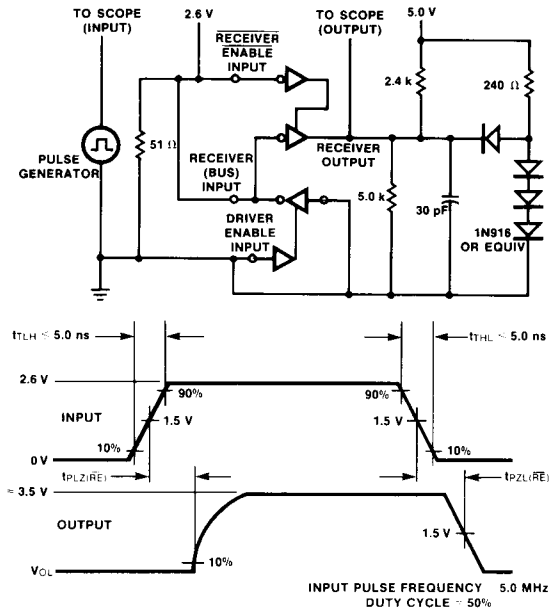 TO SCOPE
(INPUT)
2.6 V
TO SCOPE
(OUTPUT)
5.0 V
RECEIVER
ENABLE
INPUT
2.4 k
240 Ω
51 Ω
PULSE
GENERATOR
RECEIVER
(BUS)
INPUT
RECEIVER
OUTPUT
DRIVER
ENABLE
INPUT
5.0 k
30 pF
1N916
OR EQUIV
tTLH ≤ 5.0 ns
tTHL ≤ 5.0 ns
2.6 V
90%
90%
INPUT
1.5 V
1.5 V
10%
10%
0 V
tPLZ(RE)
tPZL(RE)
≈ 3.5 V
OUTPUT
1.5 V
10%
VOL
INPUT PULSE FREQUENCY 5.0 MHz
DUTY CYCLE = 50%